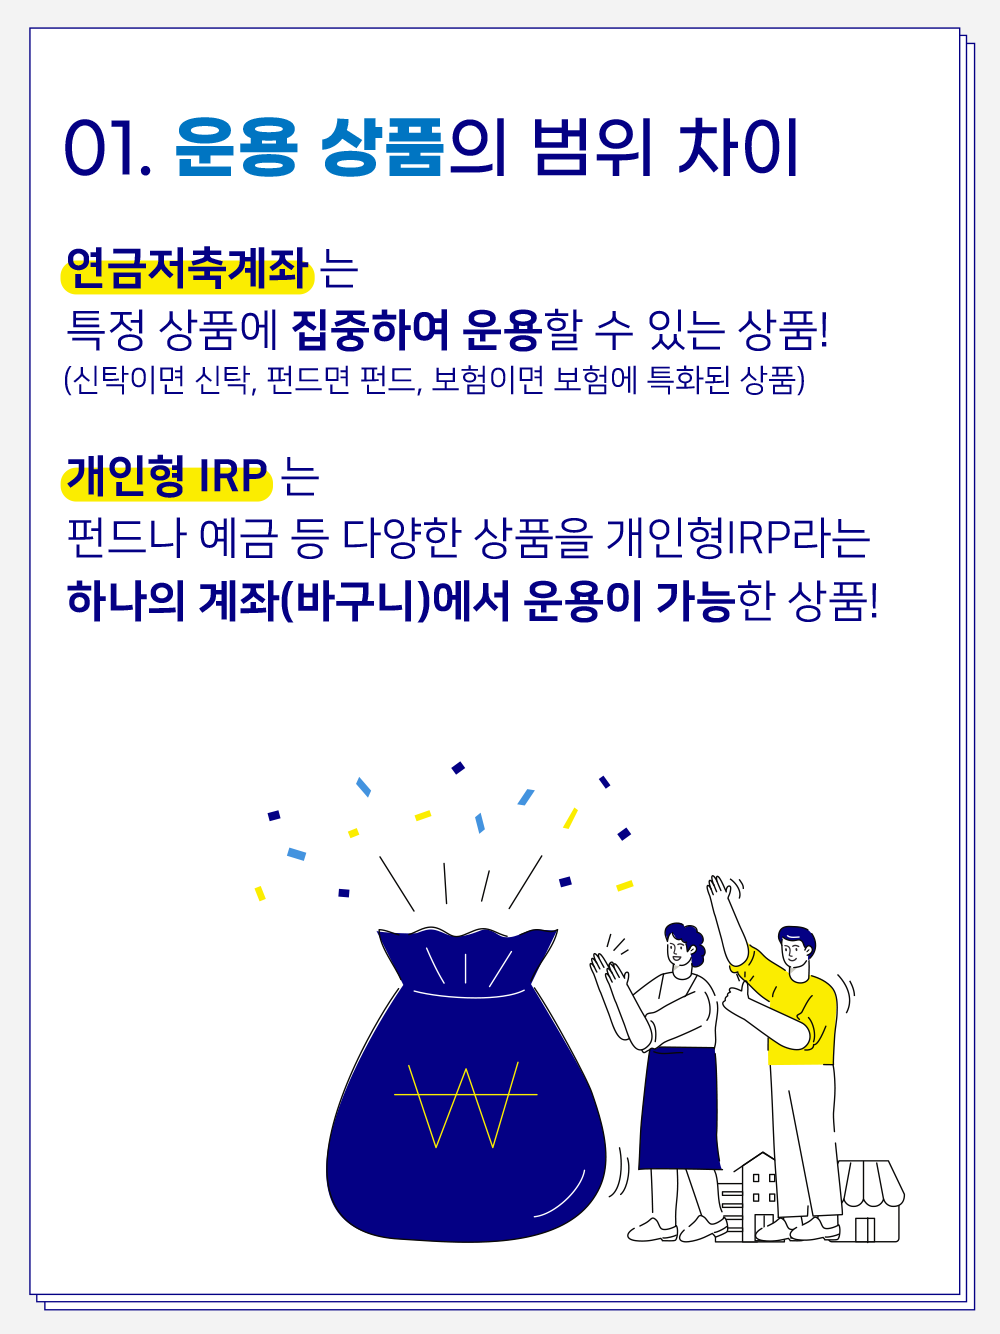 01. 운용 상품의 범위 차이
연금저축계좌 는
특정 상품에 집중하여 운용할 수 있는 상품!
(신탁이면 신탁, 펀드면 펀드, 보험이면 보험에 특화된 상품)
개인형 IRP 는
펀드나 예금 등 다양한 상품을 개인형IRP라는
하나의 계좌(바구니)에서 운용이 가능한 상품!
₩